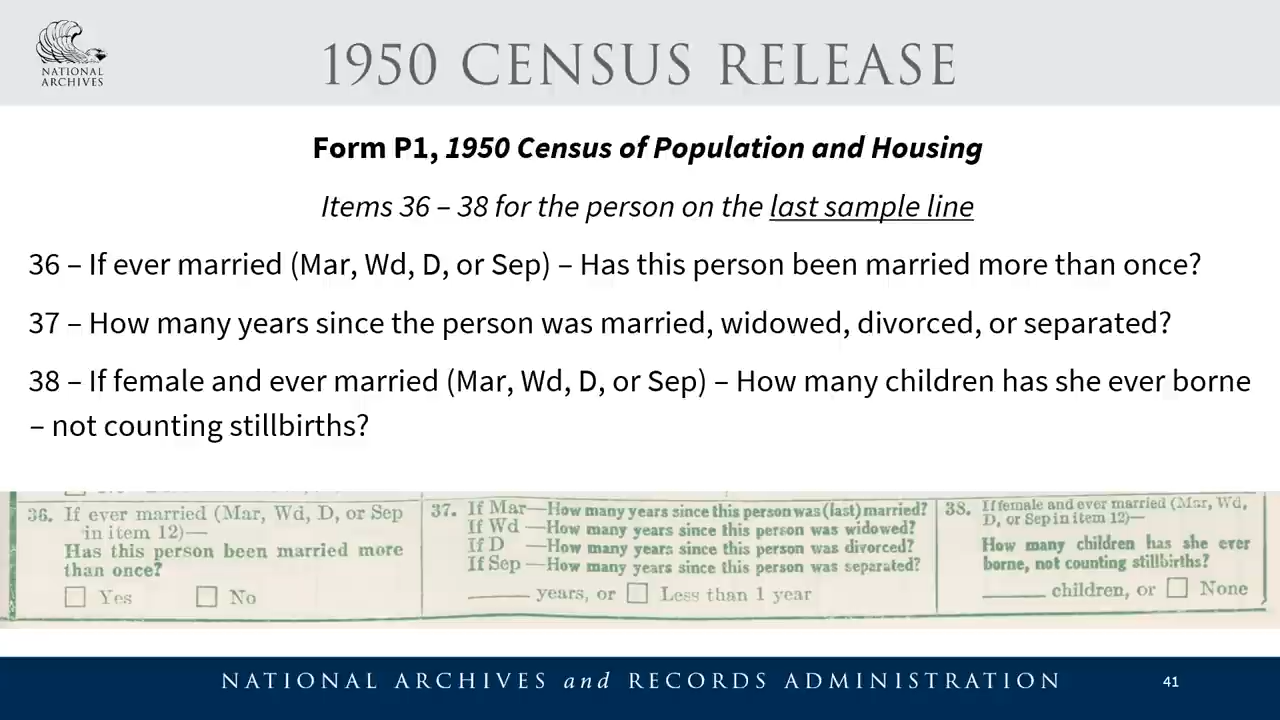 NATIONAL
ARCHIVES
1950 CENSUS RELEASE
Form P1, 1950 Census of Population and Housing
Items 36 – 38 for the person on the last sample line
36 – If ever married (Mar, Wd, D, or Sep) – Has this person been married more than once?
37 – How many years since the person was married, widowed, divorced, or separated?
38 – If female and ever married (Mar, Wd, D, or Sep) – How many children has she ever borne
– not counting stillbirths?
36. If ever married (Mar, Wd, D, or Sep
in item 12)—
Has this person been married more
than once?
Yes No
37. If Mar—How many years since this person was (last) married?
If Wd —How many years since this person was widowed?
If D —How many years since this person was divorced?
If Sep —How many years since this person was separated?
years, or Less than 1 year
38. If female and ever married (Mar, Wd,
D, or Sep in item 12)—
How many children has she ever
borne, not counting stillbirths?
children, or None
NATIONAL ARCHIVES and RECORDS ADMINISTRATION
41